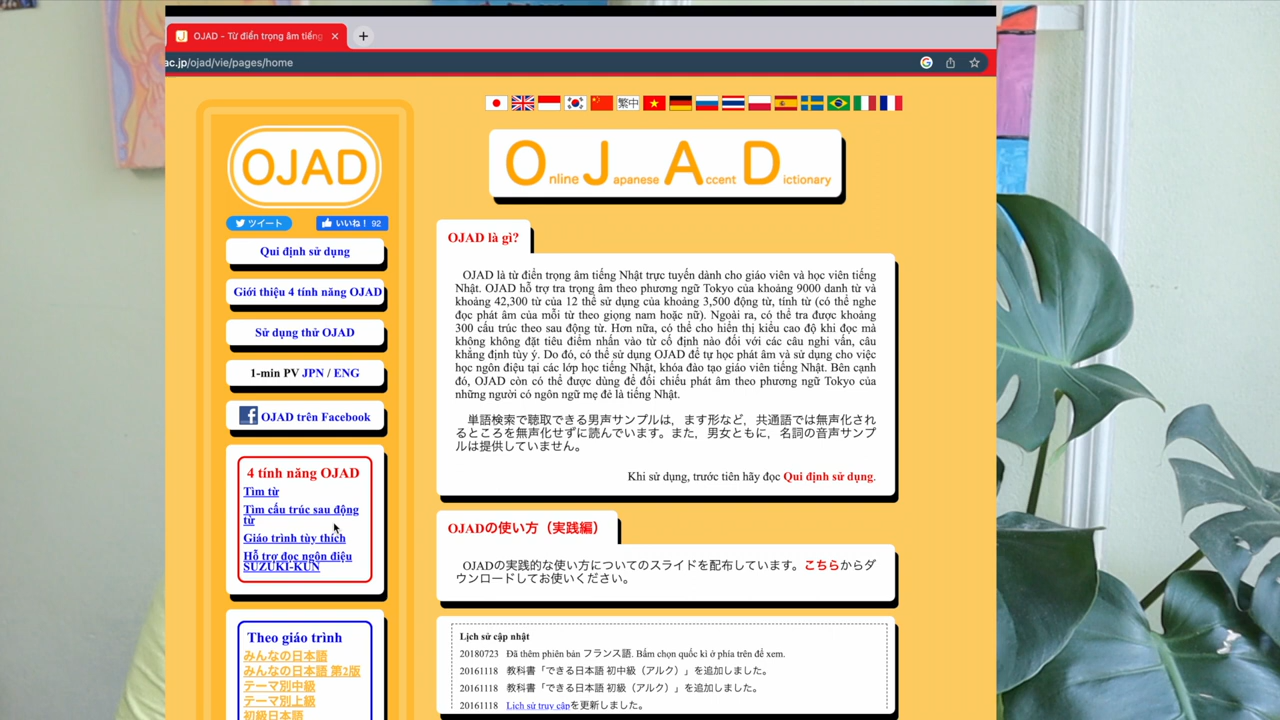 OJAD - Từ điển trọng âm tiếng
ac.jp/ojad/vie/pages/home
繁中
OJAD
ツイート
いいね！ 92
Qui định sử dụng
Giới thiệu 4 tính năng OJAD
Sử dụng thử OJAD
1-min PV JPN / ENG
OJAD trên Facebook
4 tính năng OJAD
Tìm từ
Tìm cấu trúc sau động
từ
Giáo trình tùy thích
Hỗ trợ đọc ngôn điệu
SUZUKI-KUN
Theo giáo trình
みんなの日本語
みんなの日本語 第2版
テーマ別中級
テーマ別上級
初級日本語
Online Japanese Accent Dictionary
OJAD là gì?
OJAD là từ điển trọng âm tiếng Nhật trực tuyến dành cho giáo viên và học viên tiếng
Nhật. OJAD hỗ trợ tra trọng âm theo phương ngữ Tokyo của khoảng 9000 danh từ và
khoảng 42,300 từ của 12 thể sử dụng của khoảng 3,500 động từ, tính từ (có thể nghe
đọc phát âm của mỗi từ theo giọng nam hoặc nữ). Ngoài ra, có thể tra được khoảng
300 cấu trúc theo sau động từ. Hơn nữa, có thể cho hiển thị kiểu cao độ khi đọc mà
không không đặt tiêu điểm nhấn vào từ cố định nào đối với các câu nghi vấn, câu
khẳng định tùy ý. Do đó, có thể sử dụng OJAD để tự học phát âm và sử dụng cho việc
học ngôn điệu tại các lớp học tiếng Nhật, khóa đào tạo giáo viên tiếng Nhật. Bên cạnh
đó, OJAD còn có thể được dùng để đối chiếu phát âm theo phương ngữ Tokyo của
những người có ngôn ngữ mẹ đẻ là tiếng Nhật.
単語検索で聴取できる男声サンプルは，ます形など，共通語では無声化され
るところを無声化せずに読んでいます。また，男女ともに，名詞の音声サンプ
ルは提供していません。
Khi sử dụng, trước tiên hãy đọc Qui định sử dụng.
OJADの使い方（実践編）
OJADの実践的な使い方についてのスライドを配布しています。こちらからダ
ウンロードしてお使いください。
Lịch sử cập nhật
20180723 Đã thêm phiên bản フランス語. Bấm chọn quốc kì ở phía trên để xem.
20161118 教科書「できる日本語 初中級（アルク）」を追加しました。
20161118 教科書「できる日本語 初級（アルク）」を追加しました。
20161118 Lịch sử truy cậpを更新しました。